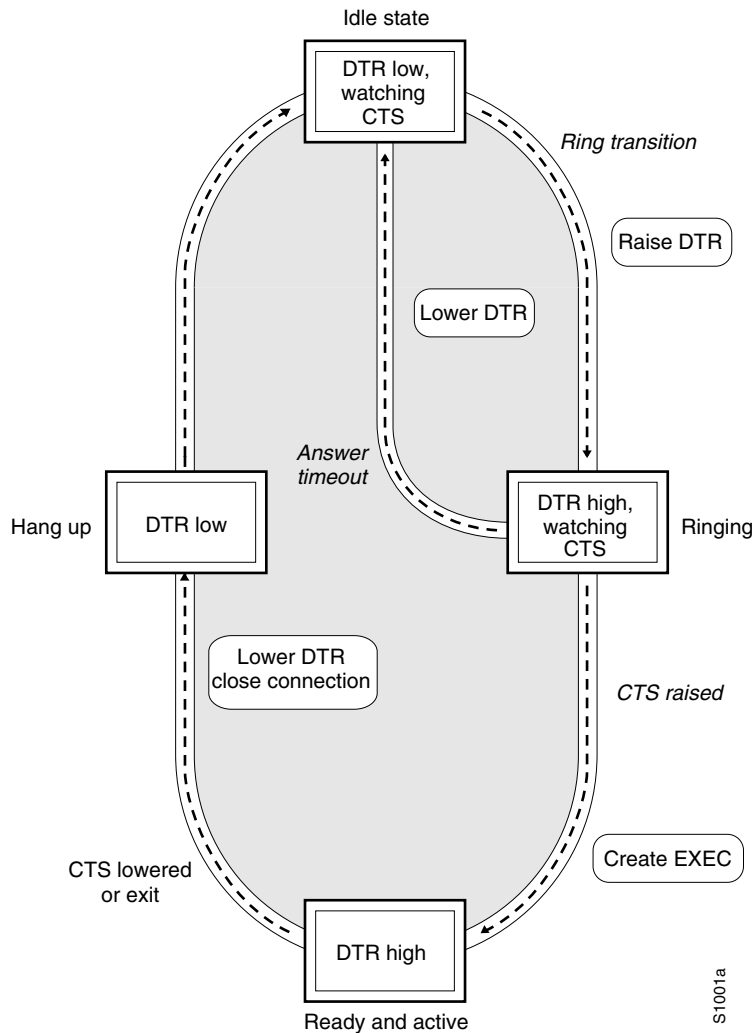 Idle state
DTR low,
watching
CTS
Ring transition
Raise DTR
Lower DTR
Answer
timeout
Hang up
DTR low
DTR high,
watching
CTS
Ringing
Lower DTR
close connection
CTS raised
CTS lowered
or exit
Create EXEC
DTR high
Ready and active
S1001a